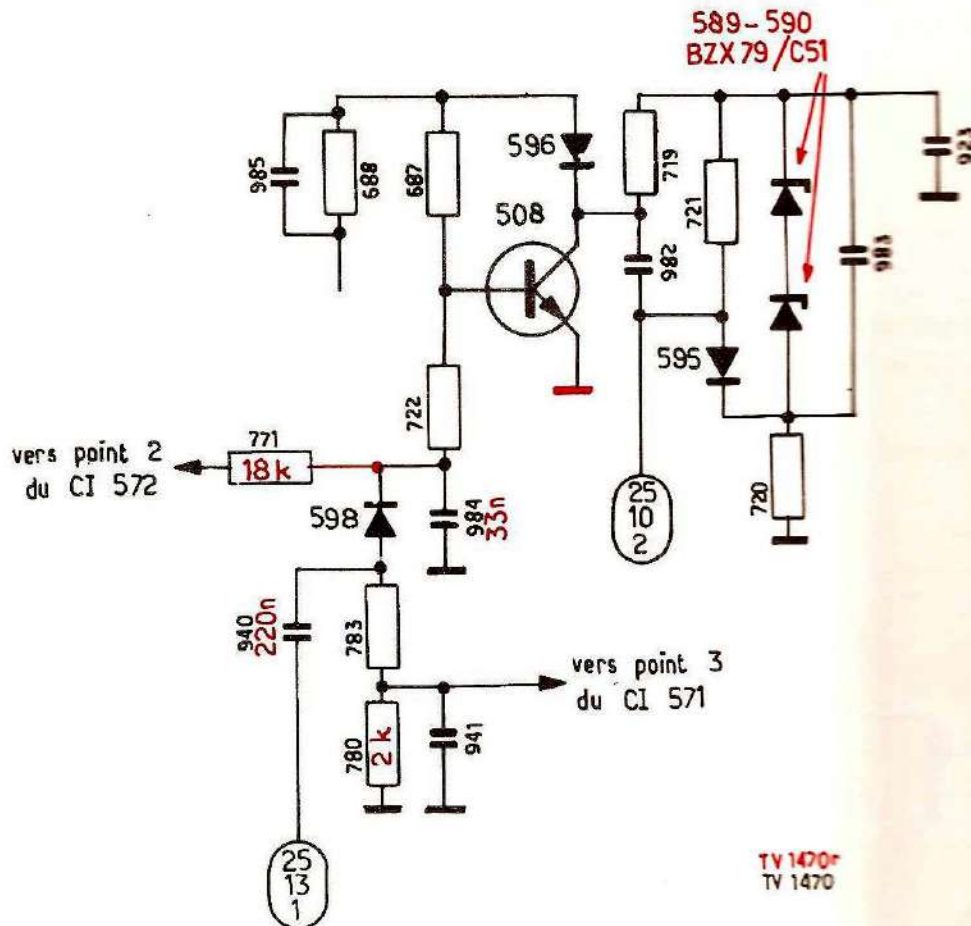 589-590
BZX79/C51
985
688
687
596
508
719
721
982
983
923
595
722
720
vers point 2
du CI 572
771
18k
598
984
33n
25
10
2
940
220n
783
vers point 3
du CI 571
780
2k
941
25
13
1
TV 1470r
TV 1470